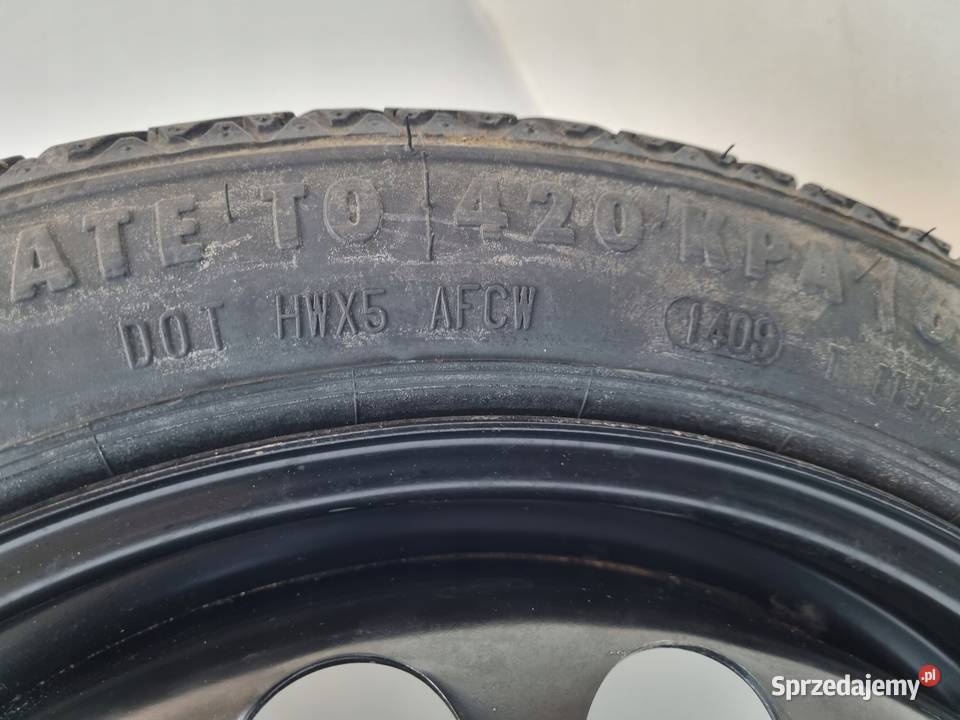 ATE TO 420 KPA
DOT HWX5 AFCW 1409
Sprzedajemy.pl